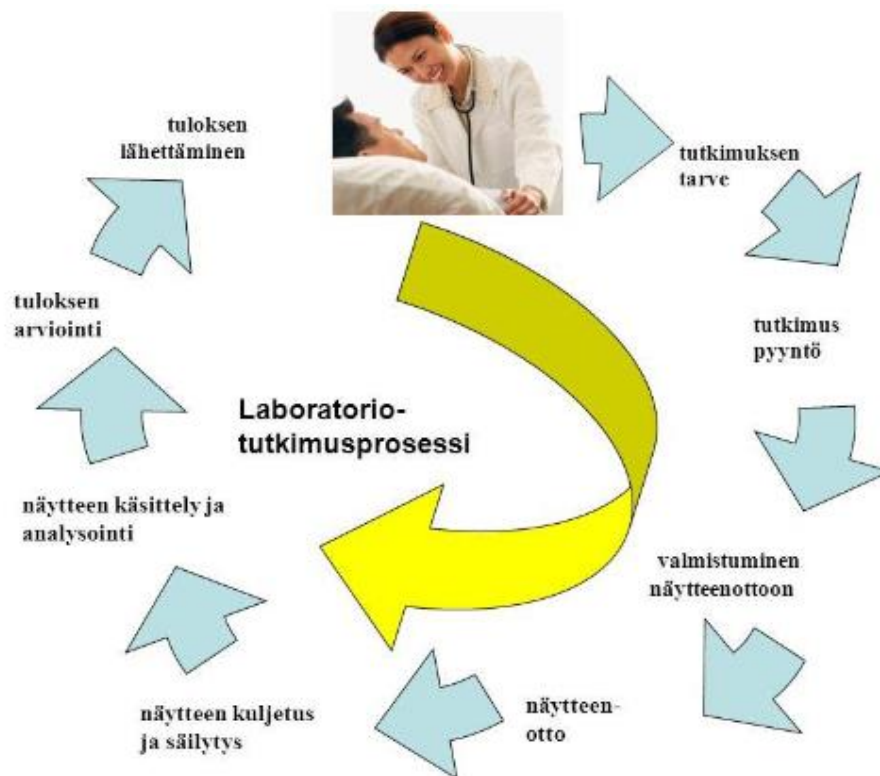 tutkimuksen
tarve
tutkimus
pyyntö
valmistuminen
näytteenottoon
näytteen-
otto
näytteen kuljetus
ja säilytys
näytteen käsittely ja
analysointi
tuloksen
arviointi
tuloksen
lähettäminen
Laboratorio-
tutkimusprosessi